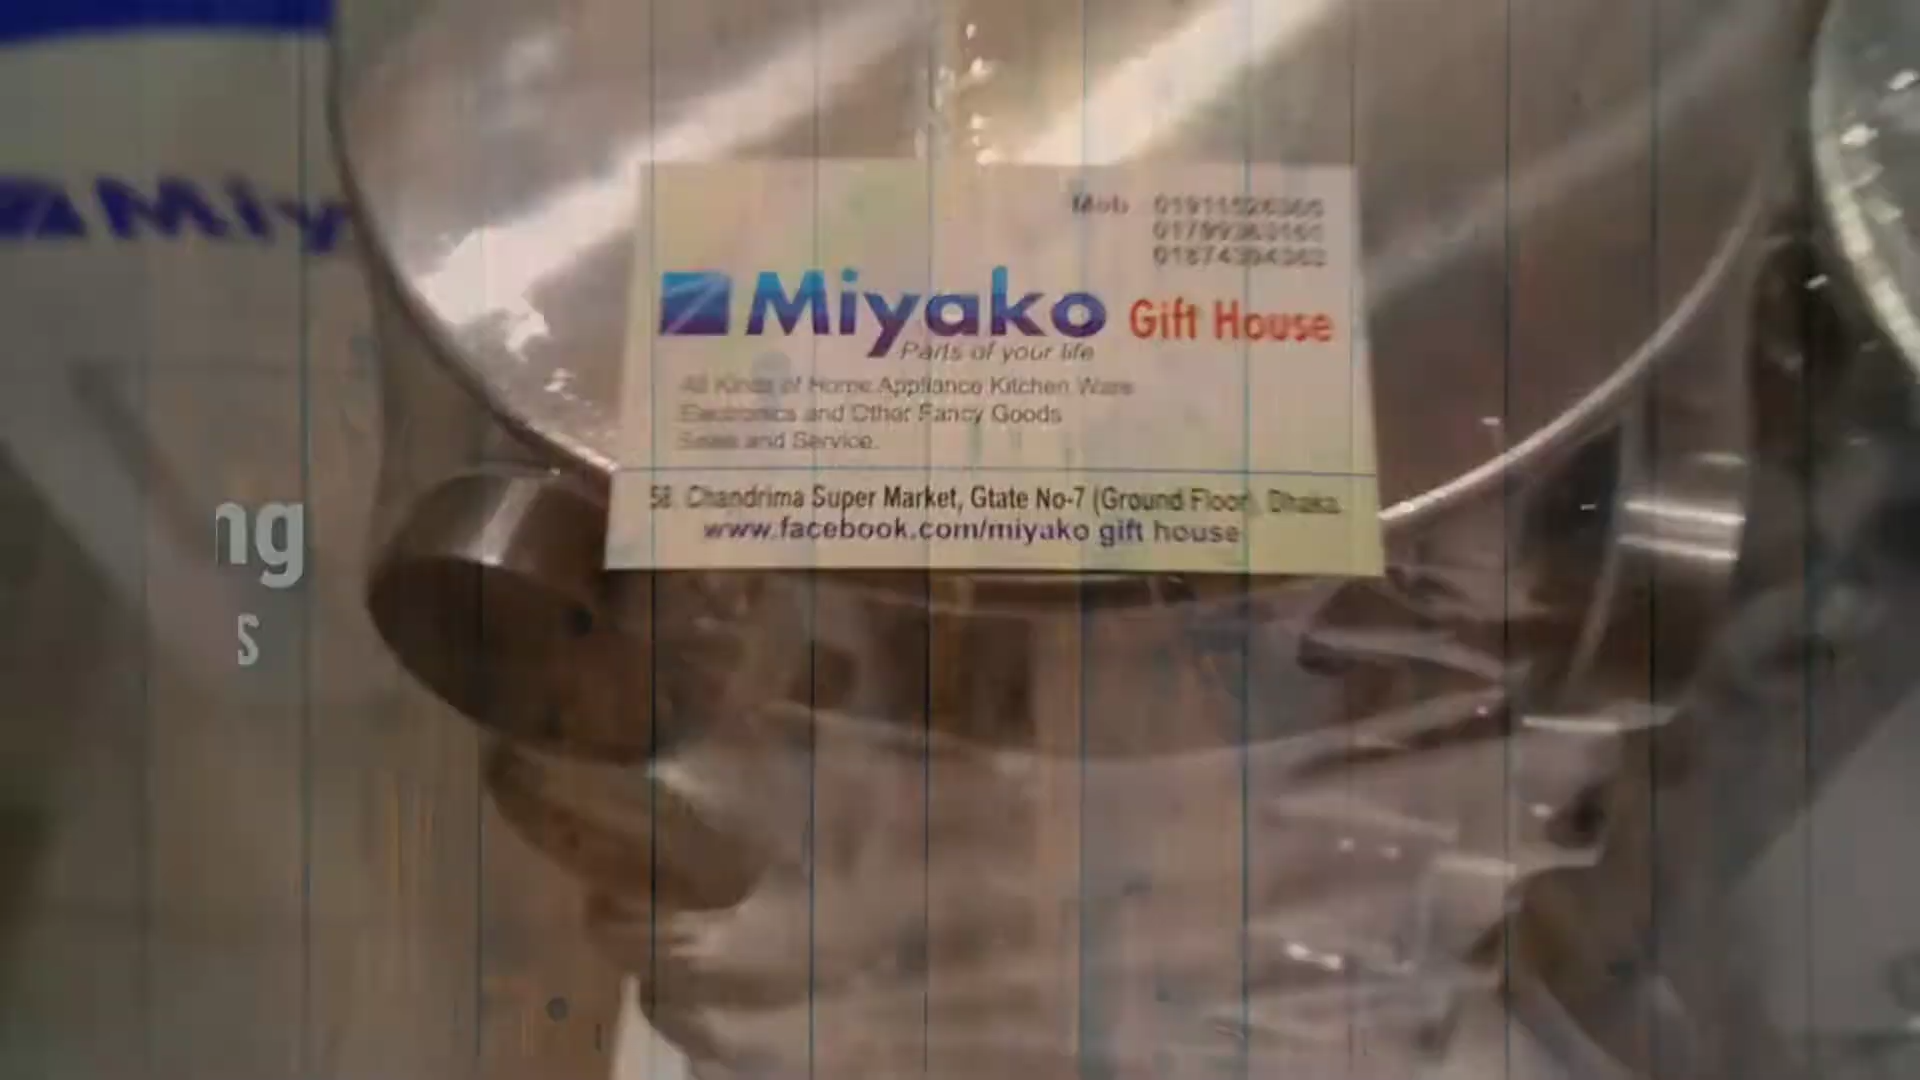 Miy
Mob
Miyako Gift House
Parts of your life
All Kinds of Home Appliance Kitchen Ware
Electronics and Other Fancy Goods
Sales and Service.
58, Chandrima Super Market, Gtate No-7 (Ground Floor), Dhaka.
www.facebook.com/miyako gift house
ng
s